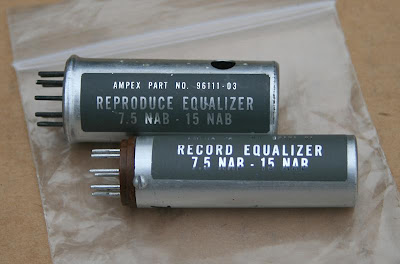 AMPEX PART NO. 96111-03
REPRODUCE EQUALIZER
7.5 NAB - 15 NAB
RECORD EQUALIZER
7.5 NAB - 15 NAB